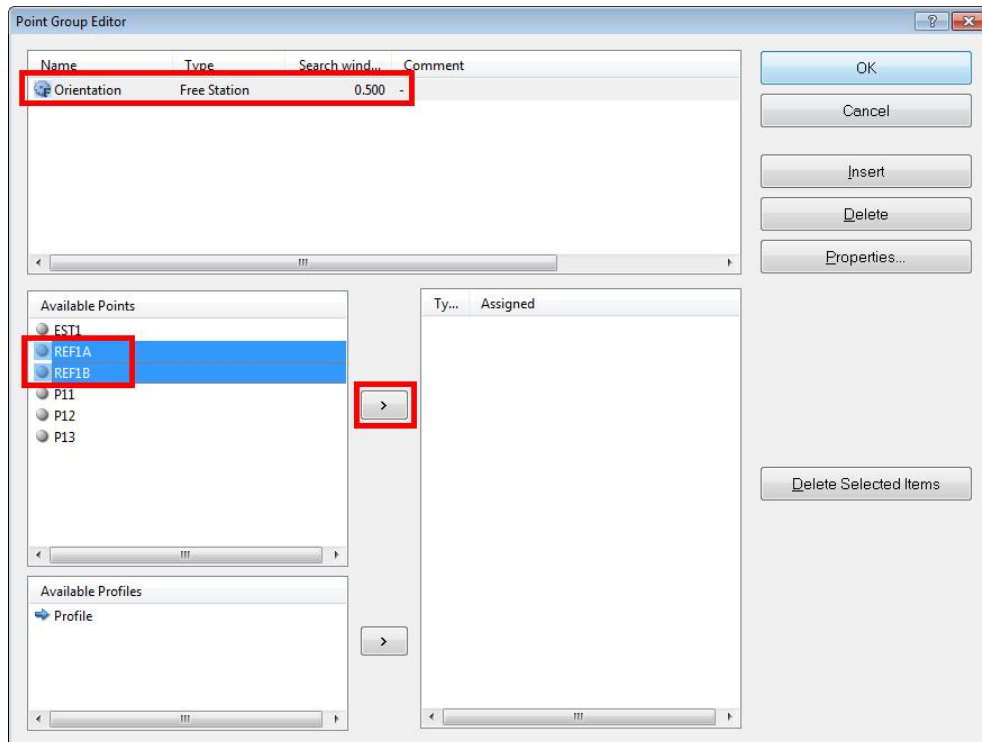 Point Group Editor
Name Type Search wind... Comment
Orientation Free Station 0.500 -
OK
Cancel
Insert
Delete
Properties...
Available Points
EST1
REF1A
REF1B
P11
P12
P13
>
Ty... Assigned
Delete Selected Items
Available Profiles
Profile
>